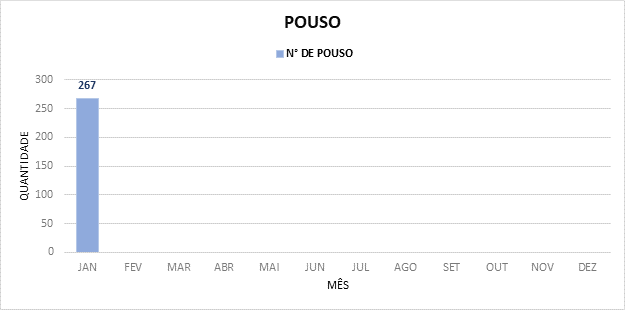 POUSO
N° DE POUSO
300
250
200
150
100
50
0
267
QUANTIDADE
JAN FEV MAR ABR MAI JUN JUL AGO SET OUT NOV DEZ
MÊS